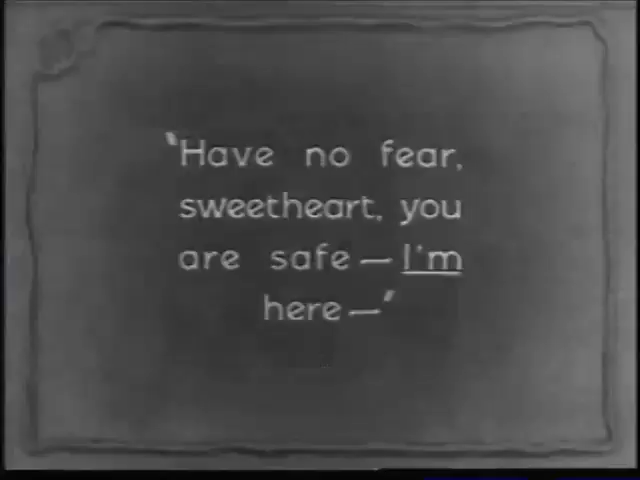 "Have no fear,
sweetheart, you
are safe — I'm
here —"